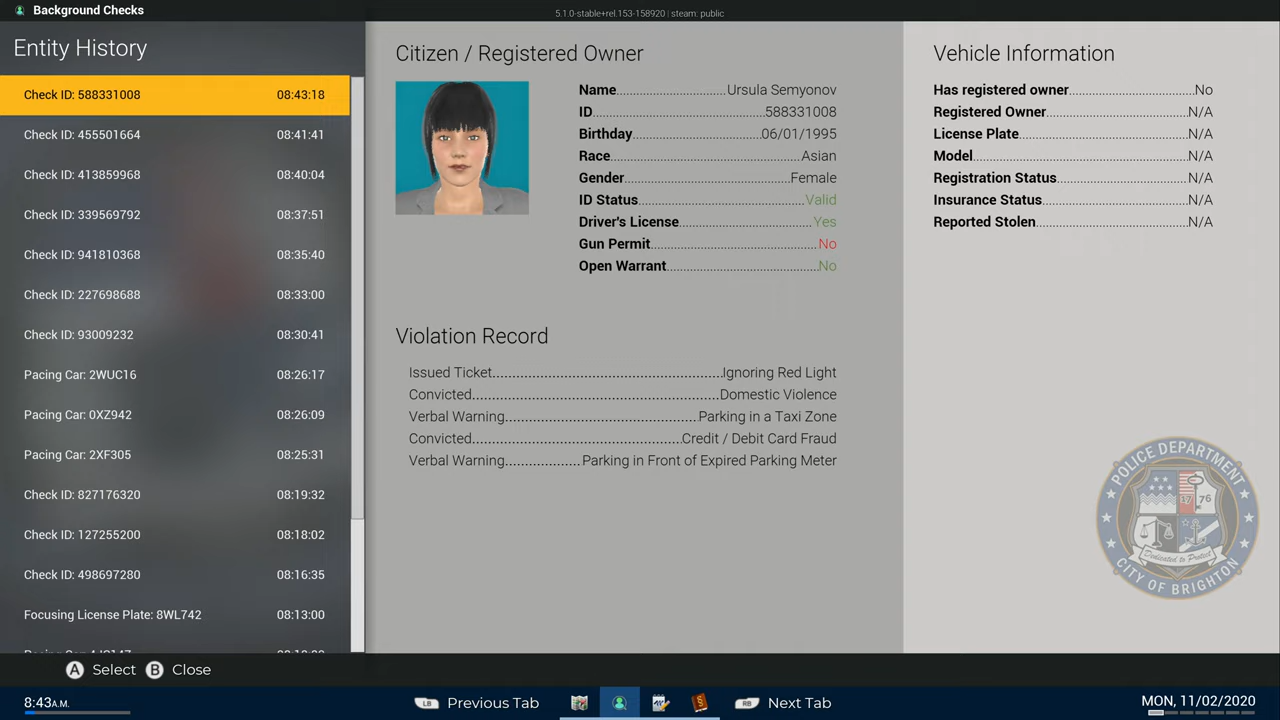 Background Checks
5.1.0-stable+rel.153-158920 | steam: public
Entity History
Check ID: 588331008 08:43:18
Check ID: 455501664 08:41:41
Check ID: 413859968 08:40:04
Check ID: 339569792 08:37:51
Check ID: 941810368 08:35:40
Check ID: 227698688 08:33:00
Check ID: 93009232 08:30:41
Pacing Car: 2WUC16 08:26:17
Pacing Car: 0XZ942 08:26:09
Pacing Car: 2XF305 08:25:31
Check ID: 827176320 08:19:32
Check ID: 127255200 08:18:02
Check ID: 498697280 08:16:35
Focusing License Plate: 8WL742 08:13:00
Citizen / Registered Owner
Name Ursula Semyonov
ID 588331008
Birthday 06/01/1995
Race Asian
Gender Female
ID Status Valid
Driver's License Yes
Gun Permit No
Open Warrant No
Violation Record
Issued Ticket Ignoring Red Light
Convicted Domestic Violence
Verbal Warning Parking in a Taxi Zone
Convicted Credit / Debit Card Fraud
Verbal Warning Parking in Front of Expired Parking Meter
Vehicle Information
Has registered owner No
Registered Owner N/A
License Plate N/A
Model N/A
Registration Status N/A
Insurance Status N/A
Reported Stolen N/A
POLICE DEPARTMENT
17 76
Dedicated to Protect
CITY OF BRIGHTON
A Select B Close
8:43A.M.
LB Previous Tab
RB Next Tab
MON, 11/02/2020